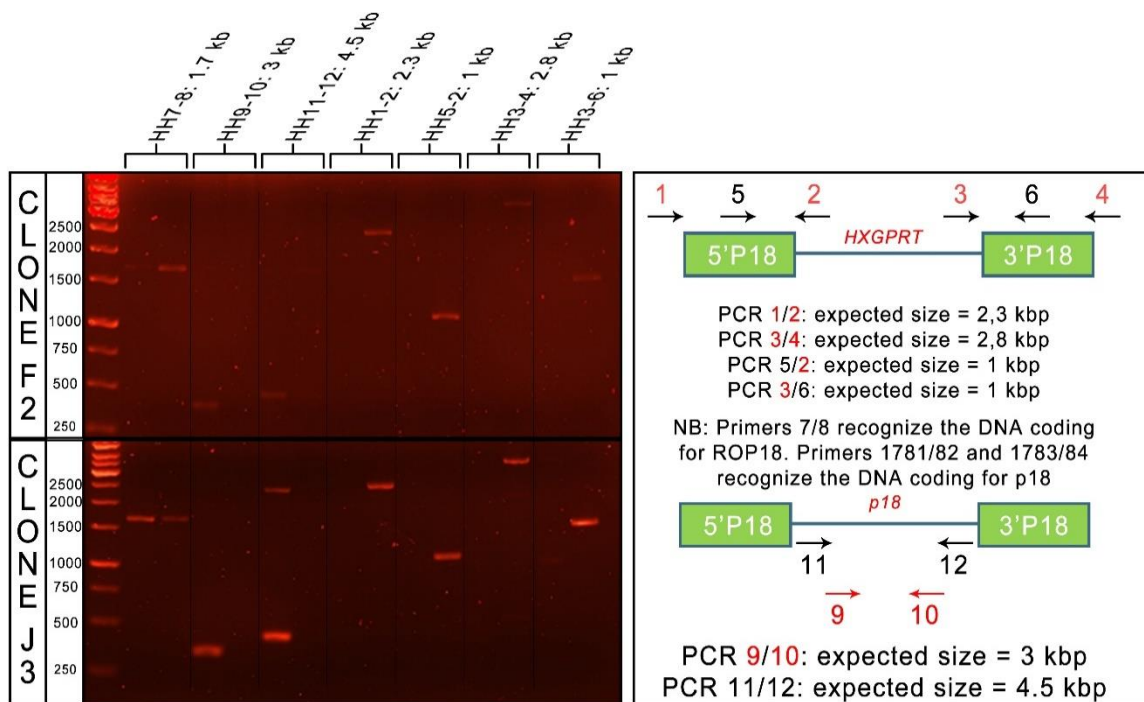 HH7-8: 1.7 kb
HH9-10: 3 kb
HH11-12: 4.5 kb
HH1-2: 2.3 kb
HH5-2: 1 kb
HH3-4: 2.8 kb
HH3-6: 1 kb
CLONE F2
2500
2000
1500
1000
750
500
250
CLONE J3
2500
2000
1500
1000
750
500
250
1 5 2 3 6 4
5'P18 HXGPRT 3'P18
PCR 1/2: expected size = 2,3 kbp
PCR 3/4: expected size = 2,8 kbp
PCR 5/2: expected size = 1 kbp
PCR 3/6: expected size = 1 kbp
NB: Primers 7/8 recognize the DNA coding
for ROP18. Primers 1781/82 and 1783/84
recognize the DNA coding for p18
p18
5'P18 3'P18
11 12
9 10
PCR 9/10: expected size = 3 kbp
PCR 11/12: expected size = 4.5 kbp